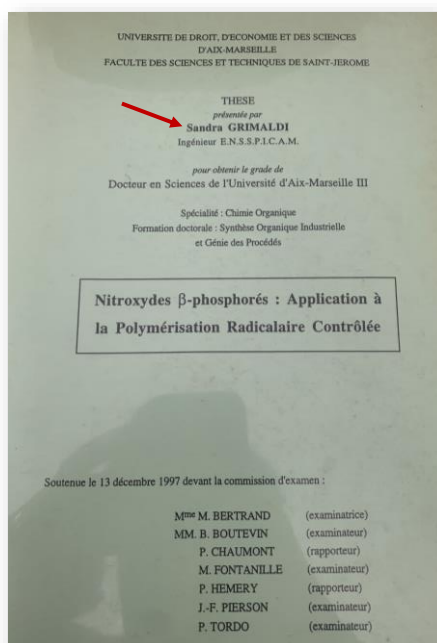 UNIVERSITE DE DROIT, D'ECONOMIE ET DES SCIENCES
D'AIX-MARSEILLE
FACULTE DES SCIENCES ET TECHNIQUES DE SAINT-JEROME
THESE
présentée par
Sandra GRIMALDI
Ingénieur E.N.S.S.P.I.C.A.M.
pour obtenir le grade de
Docteur en Sciences de l'Université d'Aix-Marseille III
Spécialité : Chimie Organique
Formation doctorale : Synthèse Organique Industrielle
et Génie des Procédés
Nitroxydes β-phosphorés : Application à
la Polymérisation Radicalaire Contrôlée
Soutenue le 13 décembre 1997 devant la commission d'examen :
Mme M. BERTRAND (examinatrice)
MM. B. BOUTEVIN (examinateur)
P. CHAUMONT (rapporteur)
M. FONTANILLE (examinateur)
P. HEMERY (rapporteur)
J.-F. PIERSON (examinateur)
P. TORDO (examinateur)